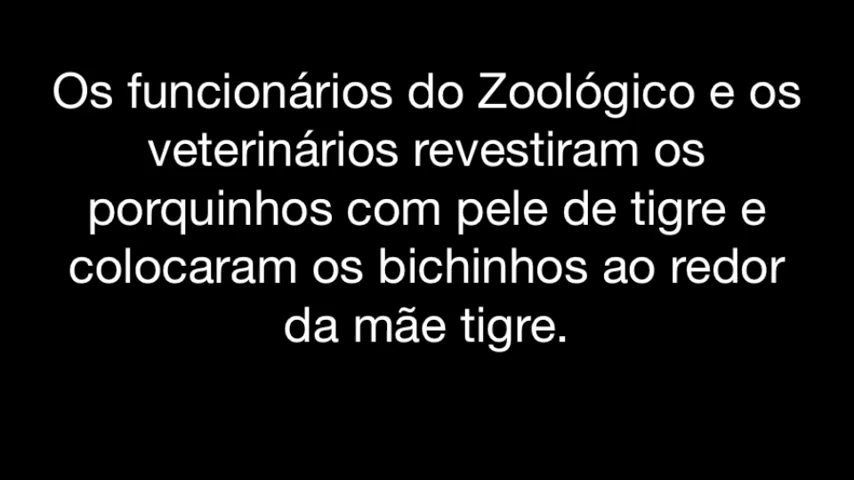 Os funcionários do Zoológico e os
veterinários revestiram os
porquinhos com pele de tigre e
colocaram os bichinhos ao redor
da mãe tigre.